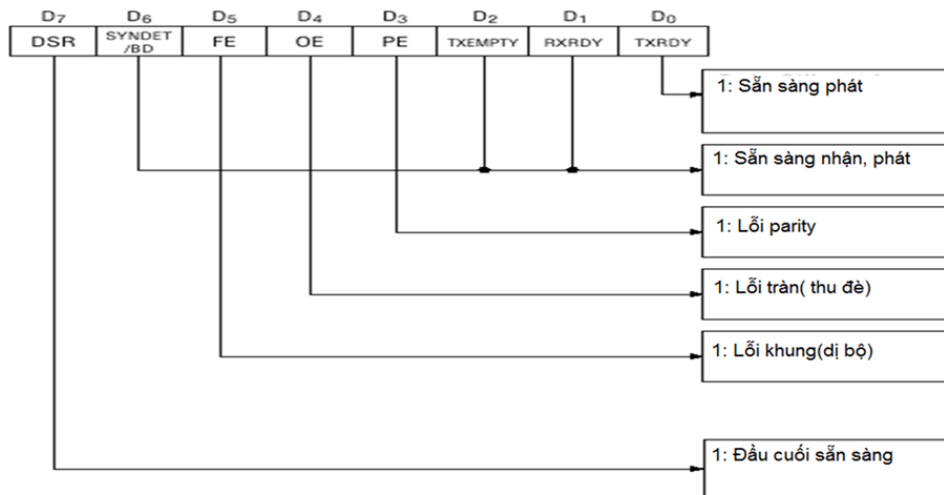 D7 D6 D5 D4 D3 D2 D1 D0
DSR SYNDET/BD FE OE PE TXEMPTY RXRDY TXRDY
1: Sẵn sàng phát
1: Sẵn sàng nhận, phát
1: Lỗi parity
1: Lỗi tràn( thu đè)
1: Lỗi khung(dị bộ)
1: Đầu cuối sẵn sàng